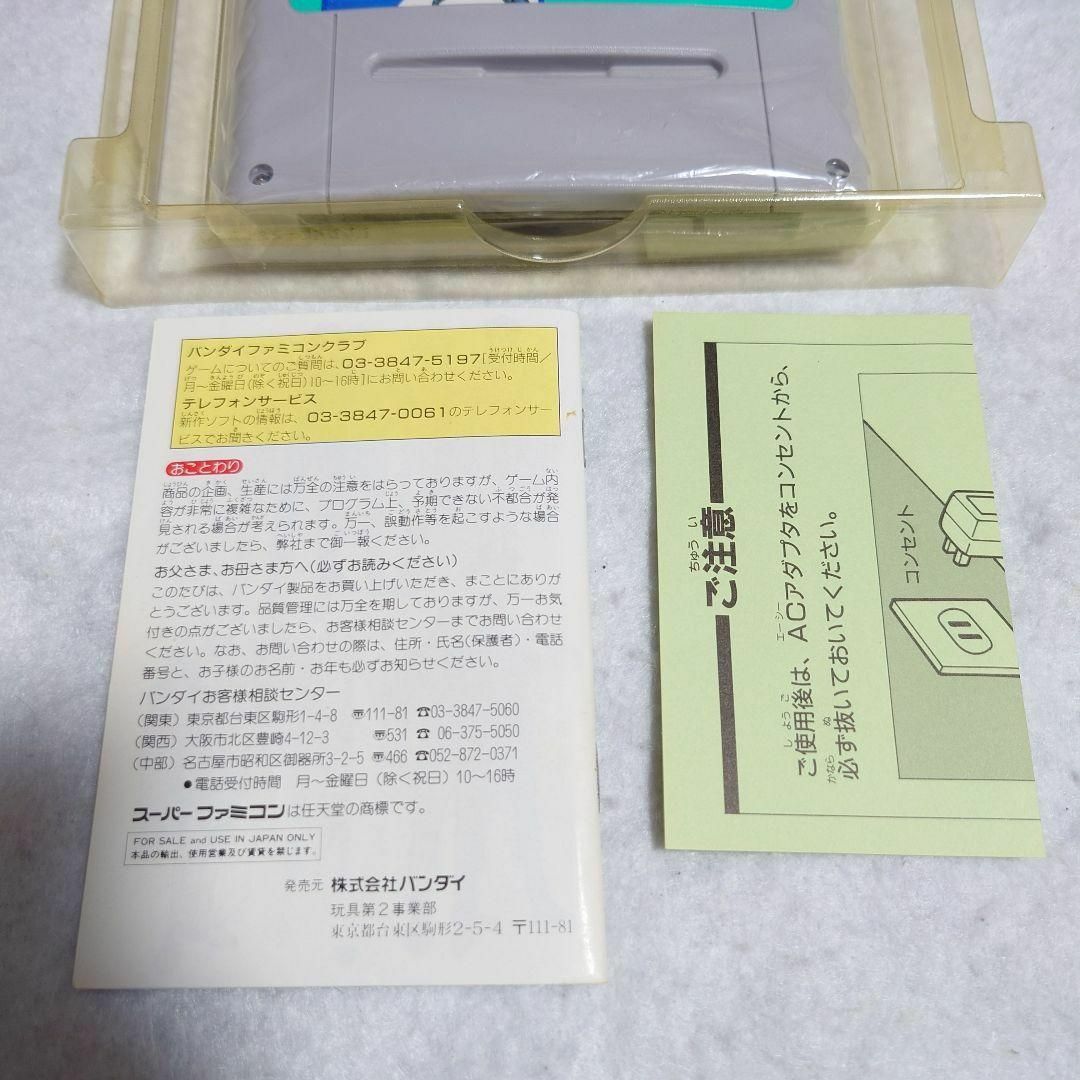 バンダイファミコンクラブ
ゲームについてのご質問は、03-3847-5197[受付時間/
月〜金曜日(除く祝日)10〜16時]にお問い合わせください。
テレフォンサービス
新作ソフトの情報は、03-3847-0061のテレフォンサー
ビスでお聞きください。
おことわり
商品の企画、生産には万全の注意をはらっておりますが、ゲーム内
容が非常に複雑なために、プログラム上、予期できない不都合が発
見される場合が考えられます。万一、誤動作等を起こすような場合
がございましたら、弊社まで御一報ください。
お父さま、お母さま方へ(必ずお読みください)
このたびは、バンダイ製品をお買い上げいただき、まことにありが
とうございます。品質管理には万全を期しておりますが、万一お気
付きの点がございましたら、お客様相談センターまでお問い合わせ
ください。なお、お問い合わせの際は、住所・氏名(保護者)・電話
番号と、お子様のお名前・お年も必ずお知らせください。
バンダイお客様相談センター
(関東)東京都台東区駒形1-4-8 〠111-81 ☎03-3847-5060
(関西)大阪市北区豊崎4-12-3 〠531 ☎06-375-5050
(中部)名古屋市昭和区御器所3-2-5 〠466 ☎052-872-0371
●電話受付時間 月〜金曜日(除く祝日)10〜16時
スーパーファミコンは任天堂の商標です。
FOR SALE and USE IN JAPAN ONLY
本品の輸出、使用営業及び賃貸を禁じます。
発売元 株式会社バンダイ
玩具第2事業部
東京都台東区駒形2-5-4 〒111-81
ご注意
ご使用後は、ACアダプタをコンセントから、
必ず抜いておいてください。
コンセント